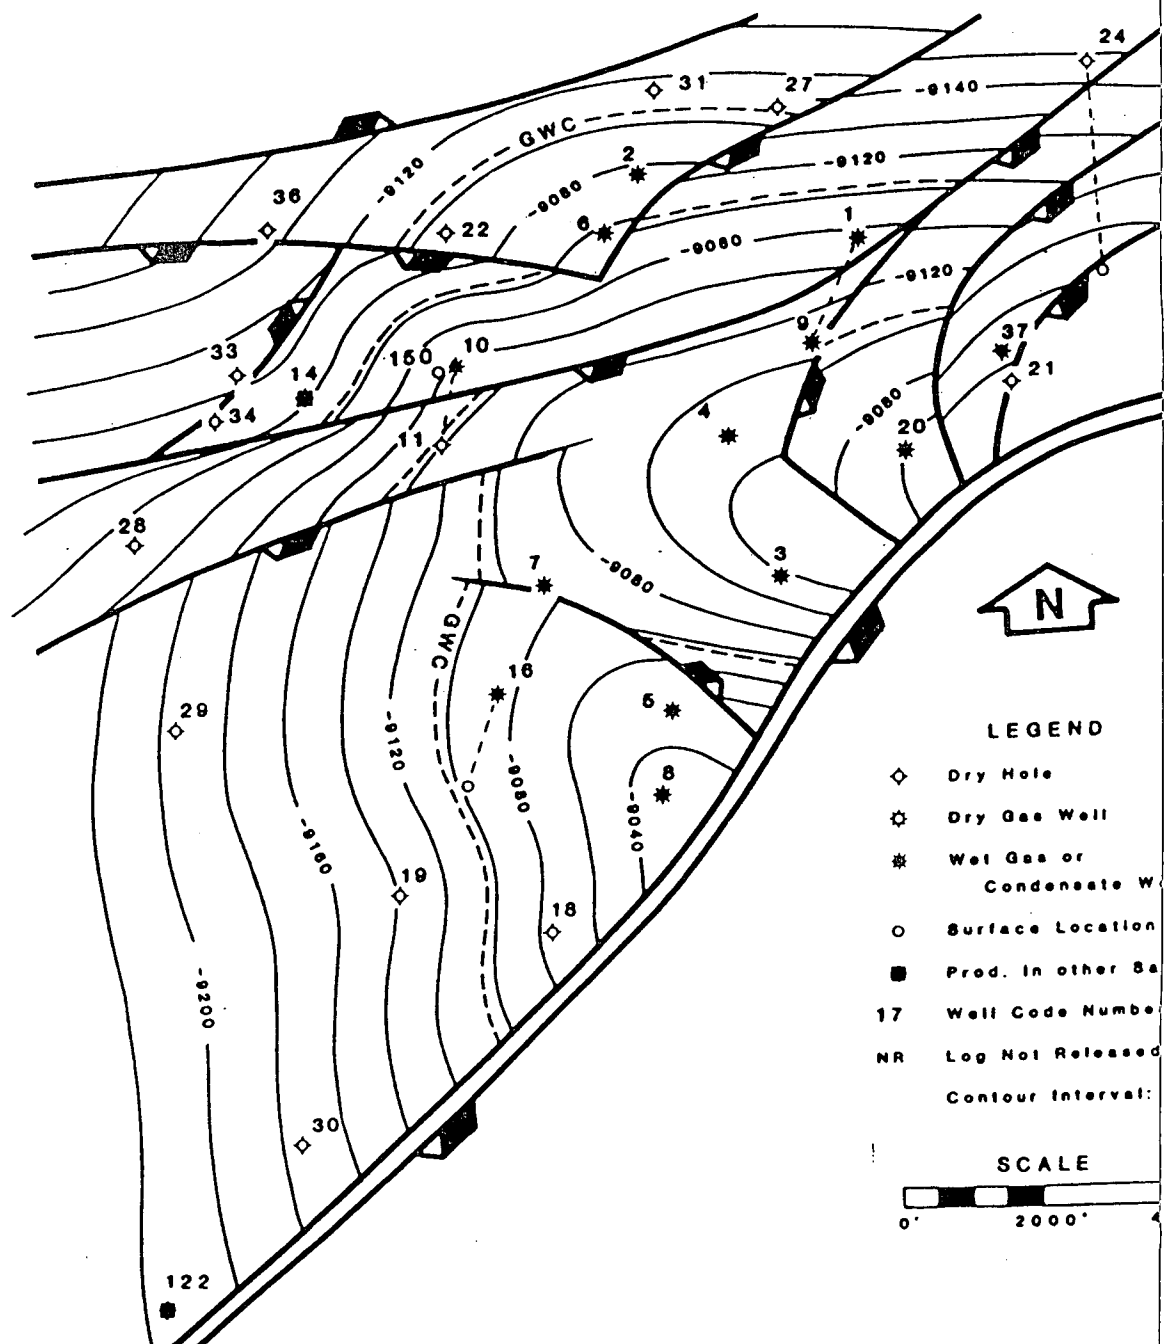 24
31
27
-9140
GWC
2
-9120
-9120
36
-9080
22
6
1
-9080
-9120
33
150
10
9
37
14
34
4
21
11
-9080
20
28
7
-9080
3
N
GWC
16
29
5
-9120
-9080
8
-9040
-9160
19
18
-9200
30
122
LEGEND
Dry Hole
Dry Gas Well
Wet Gas or
Condensate W
Surface Location
Prod. In other Sa
17 Well Code Numbe
NR Log Not Released
Contour Interval:
SCALE
0' 2000' 4